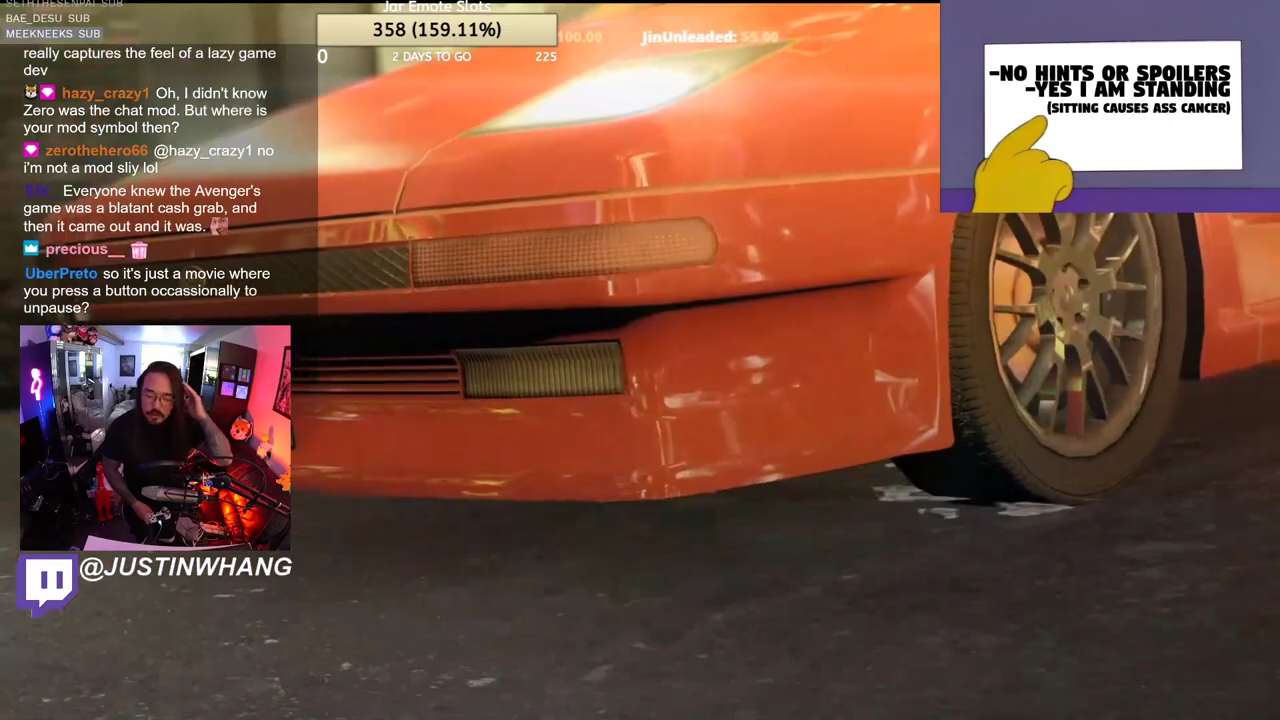 SETHTHESENPAI SUB
BAE_DESU SUB
MEEKNEEKS SUB
really captures the feel of a lazy game
dev
hazy_crazy1 Oh, I didn't know
Zero was the chat mod. But where is
your mod symbol then?
zerothehero66 @hazy_crazy1 no
i'm not a mod sliy lol
Everyone knew the Avenger's
game was a blatant cash grab, and
then it came out and it was.
precious__
UberPreto so it's just a movie where
you press a button occassionally to
unpause?
@JUSTINWHANG
Jar Emote Slots
358 (159.11%)
0 2 DAYS TO GO 225
100.00 JinUnleaded: 55.00
-NO HINTS OR SPOILERS
-YES I AM STANDING
(SITTING CAUSES ASS CANCER)